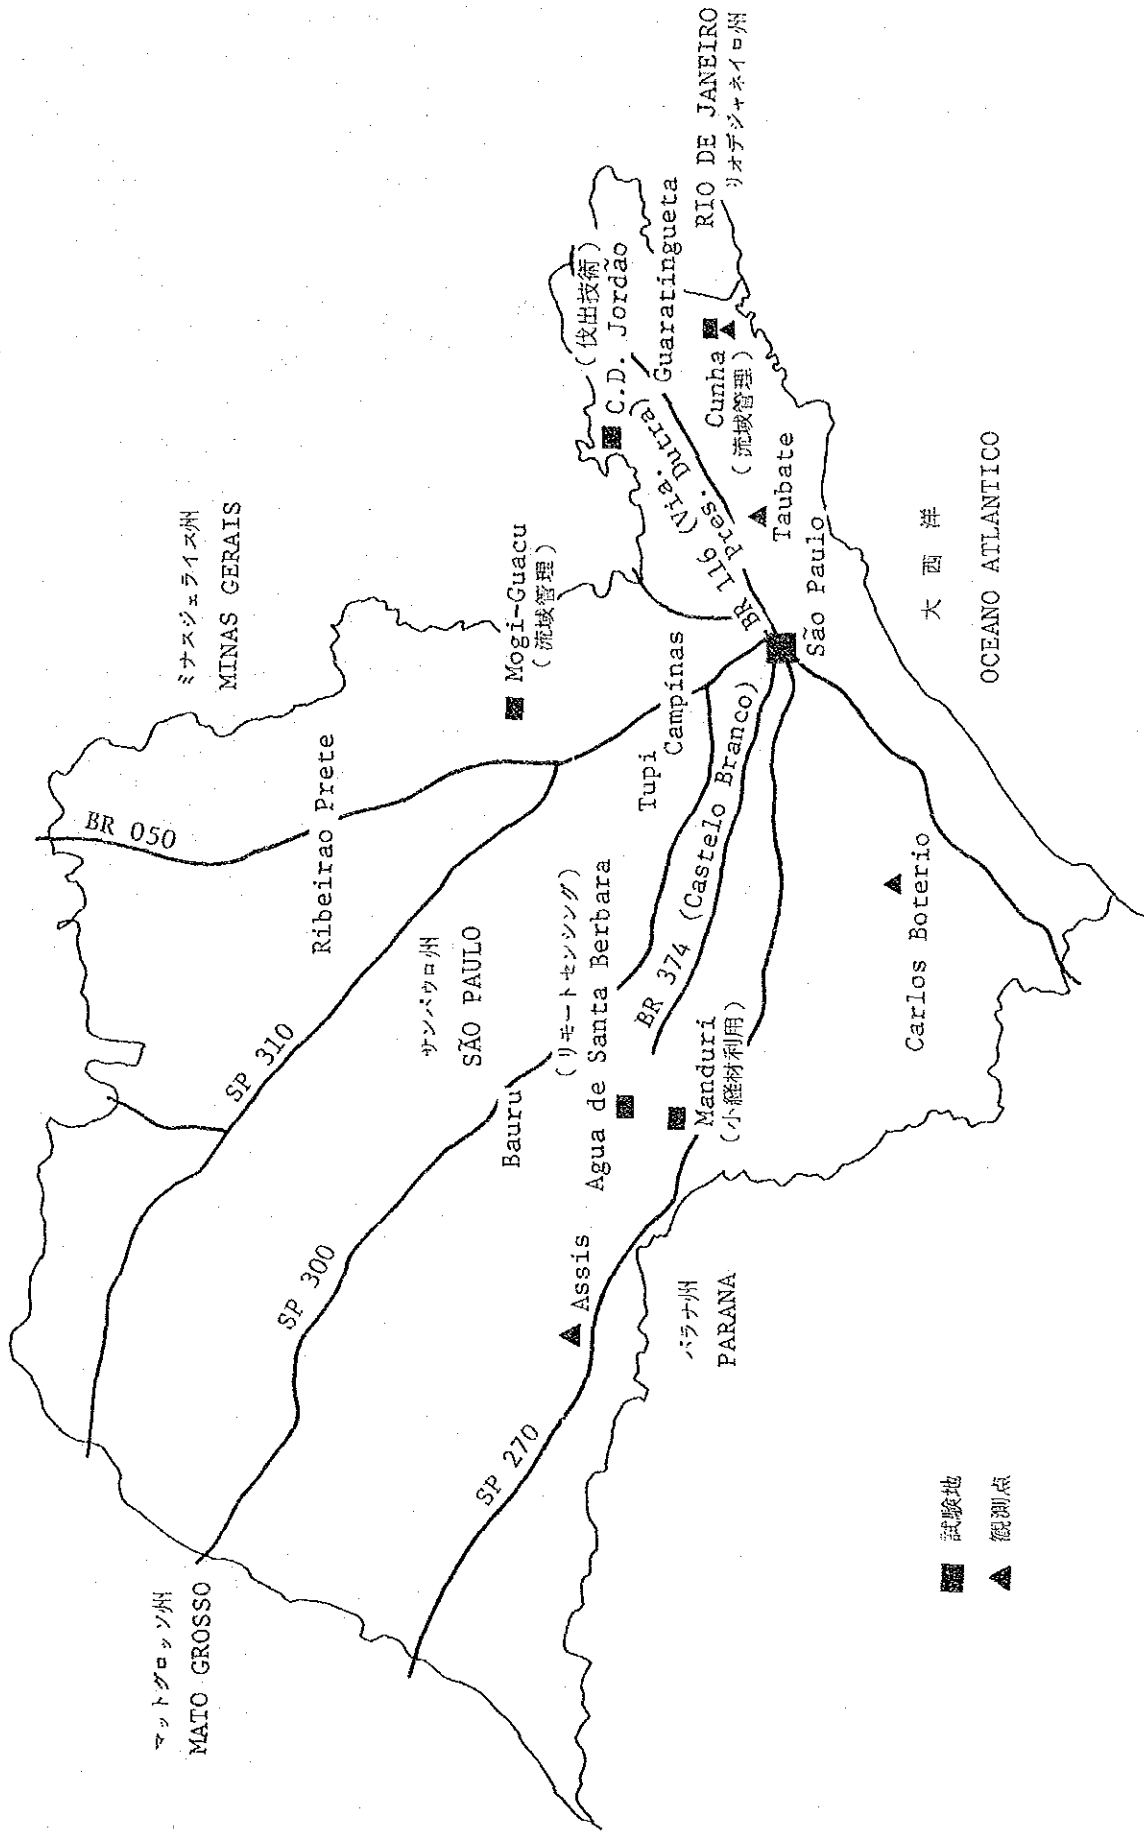 マットグロッソ州
MATO GROSSO
ミナスジェライス州
MINAS GERAIS
BR 050
Ribeirao Prete
SP 310
サンパウロ州
SÃO PAULO
SP 300
Bauru
Mogi-Guacu
(流域管理)
(伐出技術)
C.D. Jordão
Guaratingueta
RIO DE JANEIRO
リオデジャネイロ州
BR 116 (Via. Pres. Dutra)
Cunha
(流域管理)
Taubate
São Paulo
Campinas
Tupi
(リモートセンシング)
Agua de Santa Berbara
BR 374 (Castelo Branco)
Manduri
(小経材利用)
Assis
SP 270
パラナ州
PARANA
Carlos Boterio
大西洋
OCEANO ATLANTICO
試験地
観測点